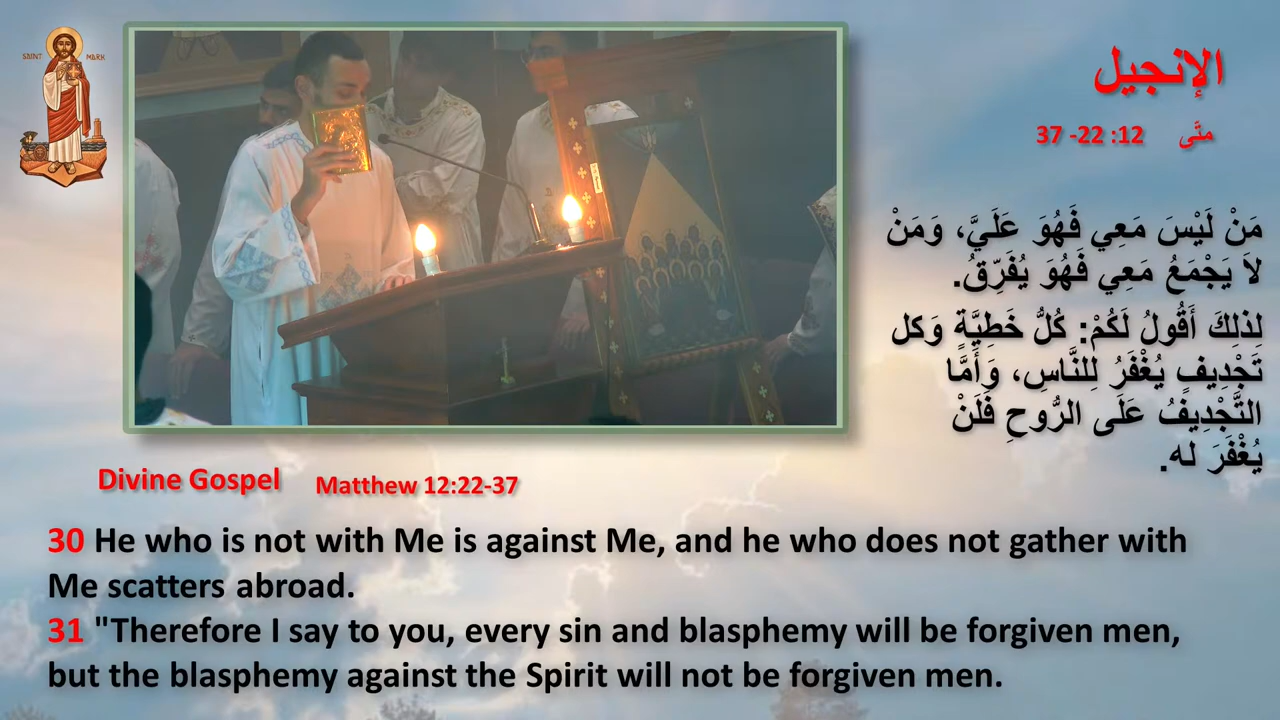 SAINT MARK
الإنجيل
متَّى 12: 22- 37
مَنْ لَيْسَ مَعِي فَهُوَ عَلَيَّ، وَمَنْ
لاَ يَجْمَعُ مَعِي فَهُوَ يُفَرِّقُ.
لِذلِكَ أَقُولُ لَكُمْ: كُلُّ خَطِيَّةٍ وَكل
تَجْدِيفٍ يُغْفَرُ لِلنَّاسِ، وَأَمَّا
التَّجْدِيفُ عَلَى الرُّوحِ فَلَنْ
يُغْفَرَ له.
Divine Gospel Matthew 12:22-37
30 He who is not with Me is against Me, and he who does not gather with
Me scatters abroad.
31 "Therefore I say to you, every sin and blasphemy will be forgiven men,
but the blasphemy against the Spirit will not be forgiven men.